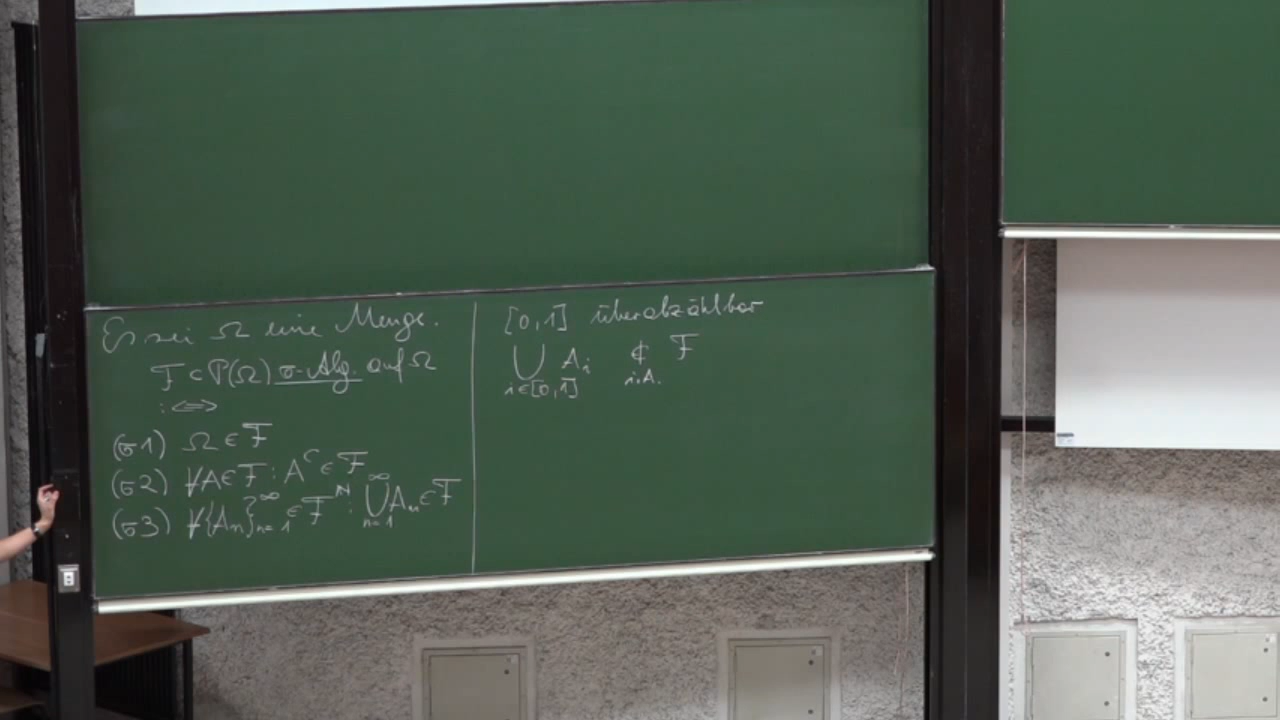 Es sei Ω eine Menge.
F ⊂ P(Ω) σ-Alg. auf Ω
:⟺
(σ1) Ω ∈ F
(σ2) ∀A ∈ F : A^C ∈ F
(σ3) ∀{A_n}_{n=1}^∞ ∈ F^ℕ : ⋃_{n=1}^∞ A_n ∈ F
[0,1] überabzählbar
⋃_{i∈[0,1]} A_i ∉ F
i.A.